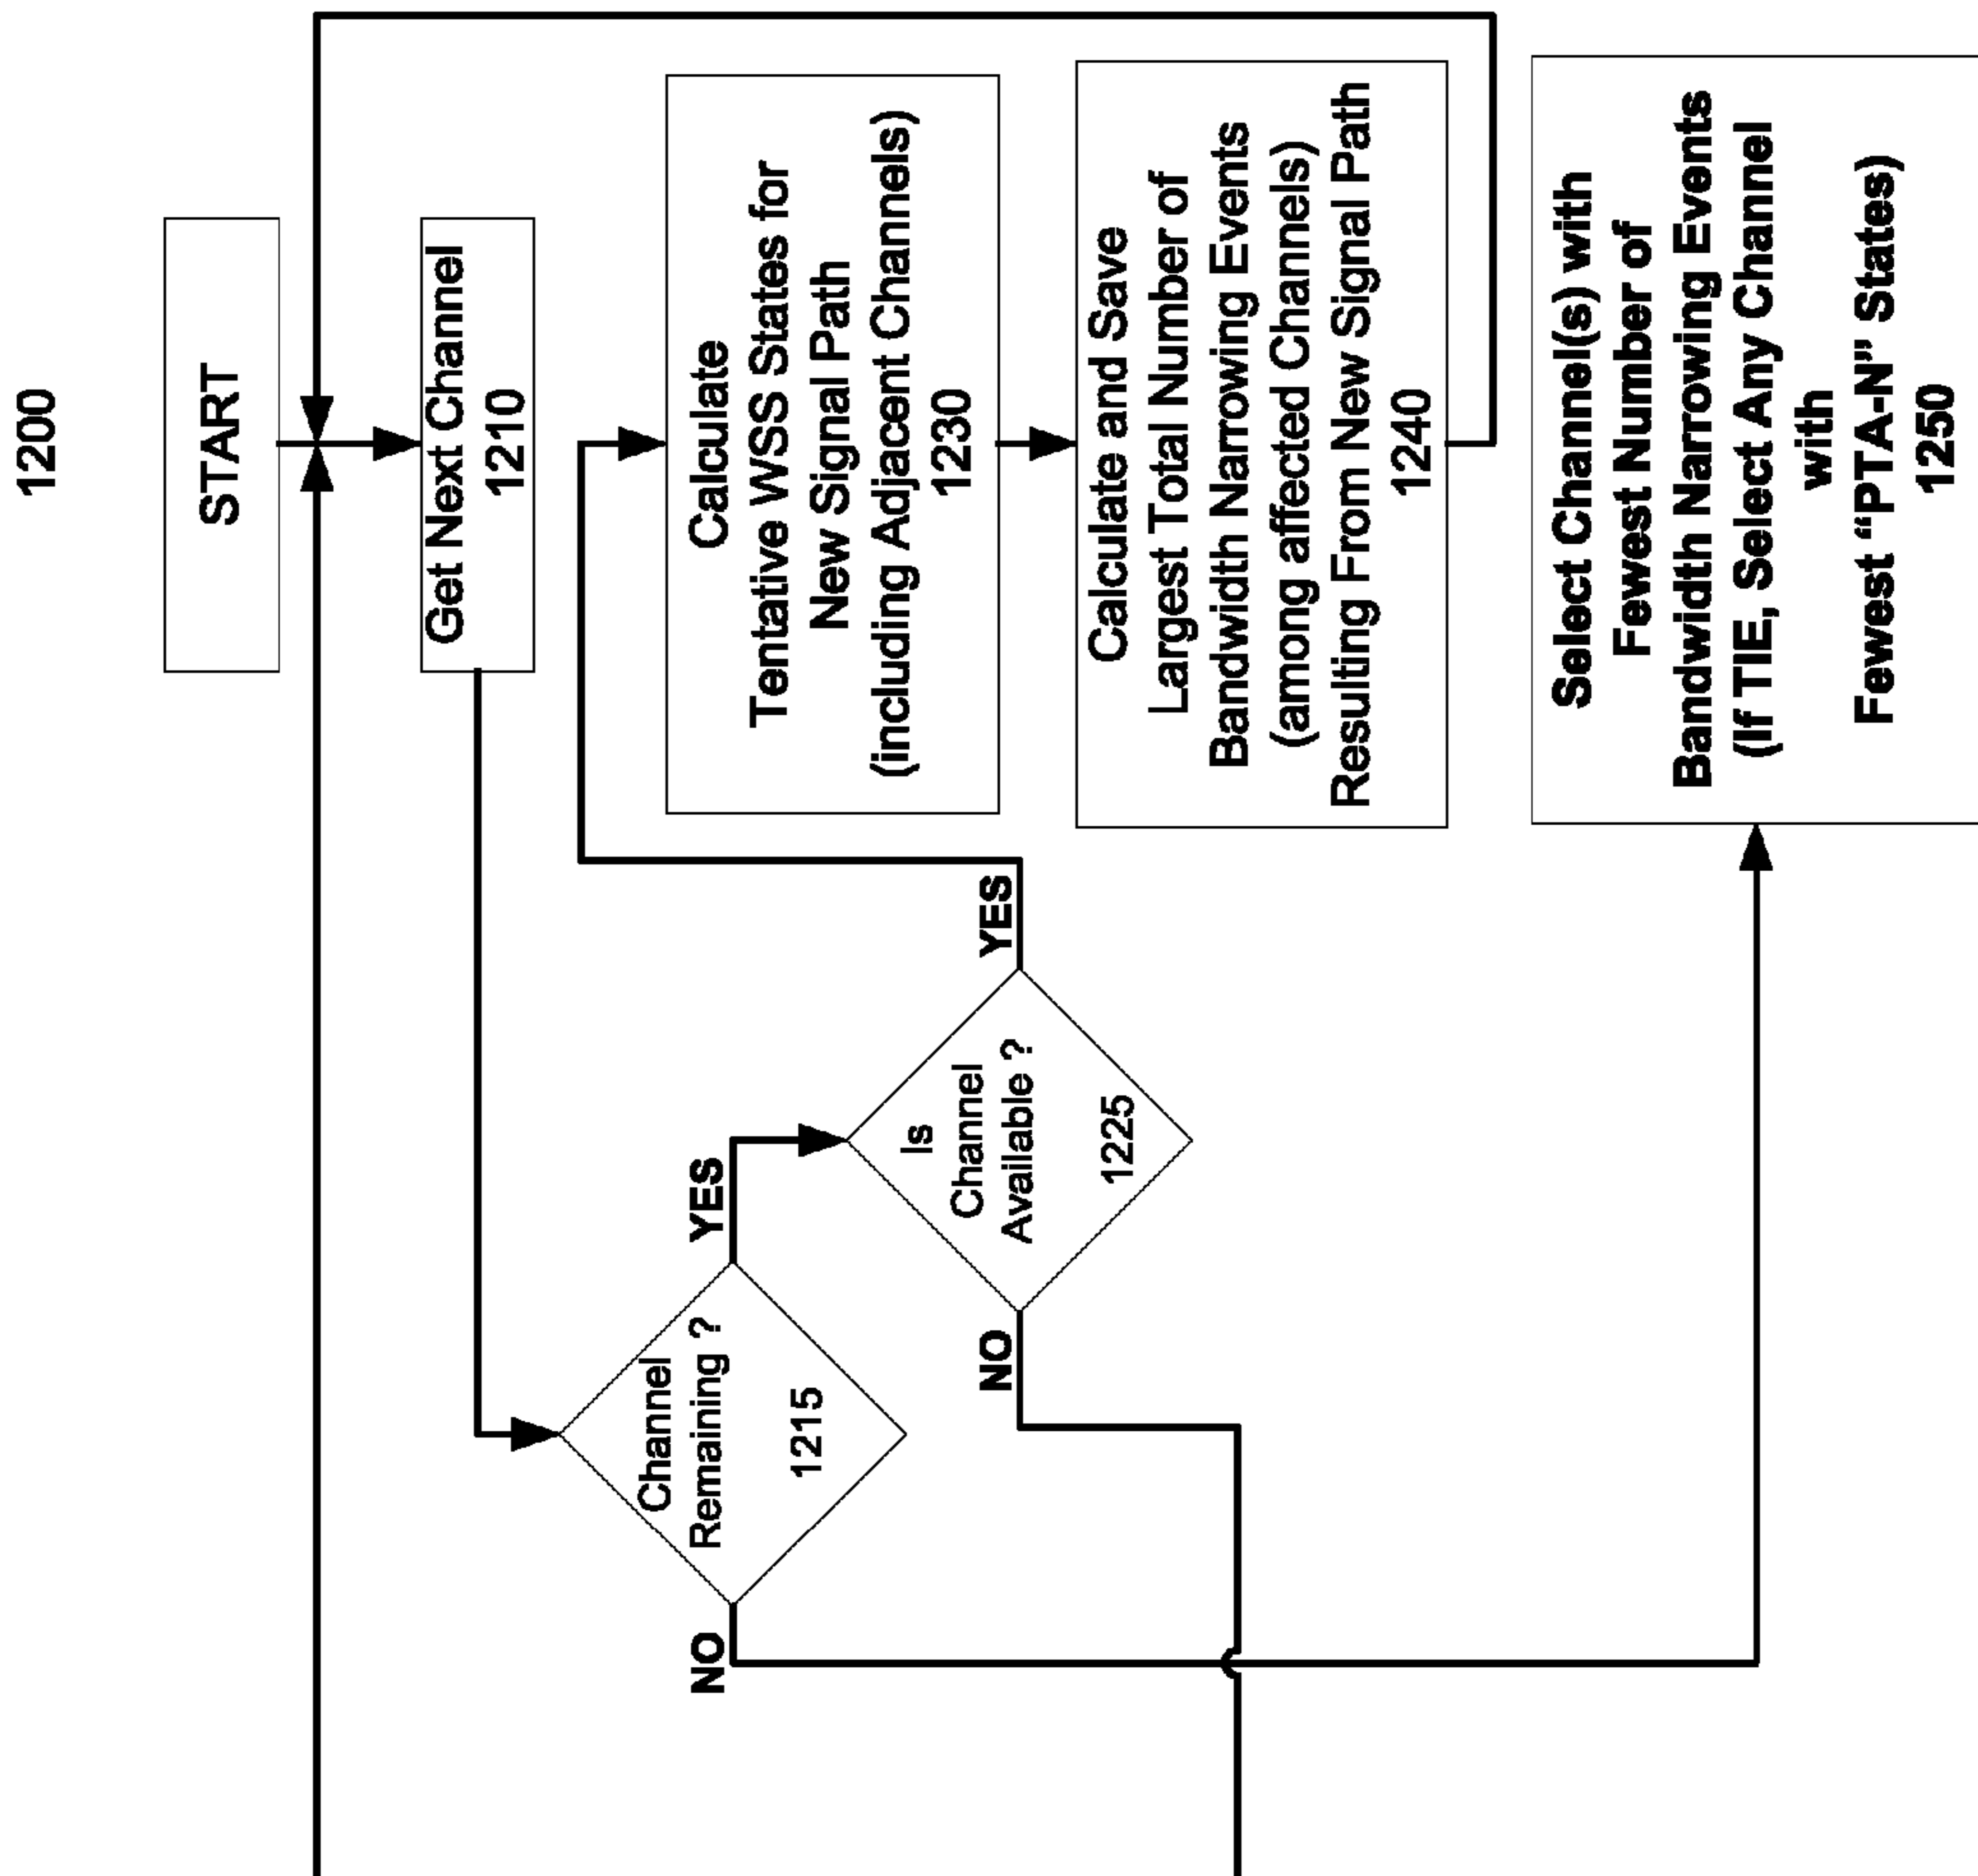 1200
START
Get Next Channel
1210
Channel
Remaining ?
1215
YES
NO
Is
Channel
Available ?
1225
YES
NO
Calculate
Tentative WSS States for
New Signal Path
(including Adjacent Channels)
1230
Calculate and Save
Largest Total Number of
Bandwidth Narrowing Events
(among affected Channels)
Resulting From New Signal Path
1240
Select Channel(s) with
Fewest Number of
Bandwidth Narrowing Events
(If TIE, Select Any Channel
with
Fewest “PTA-N” States)
1250